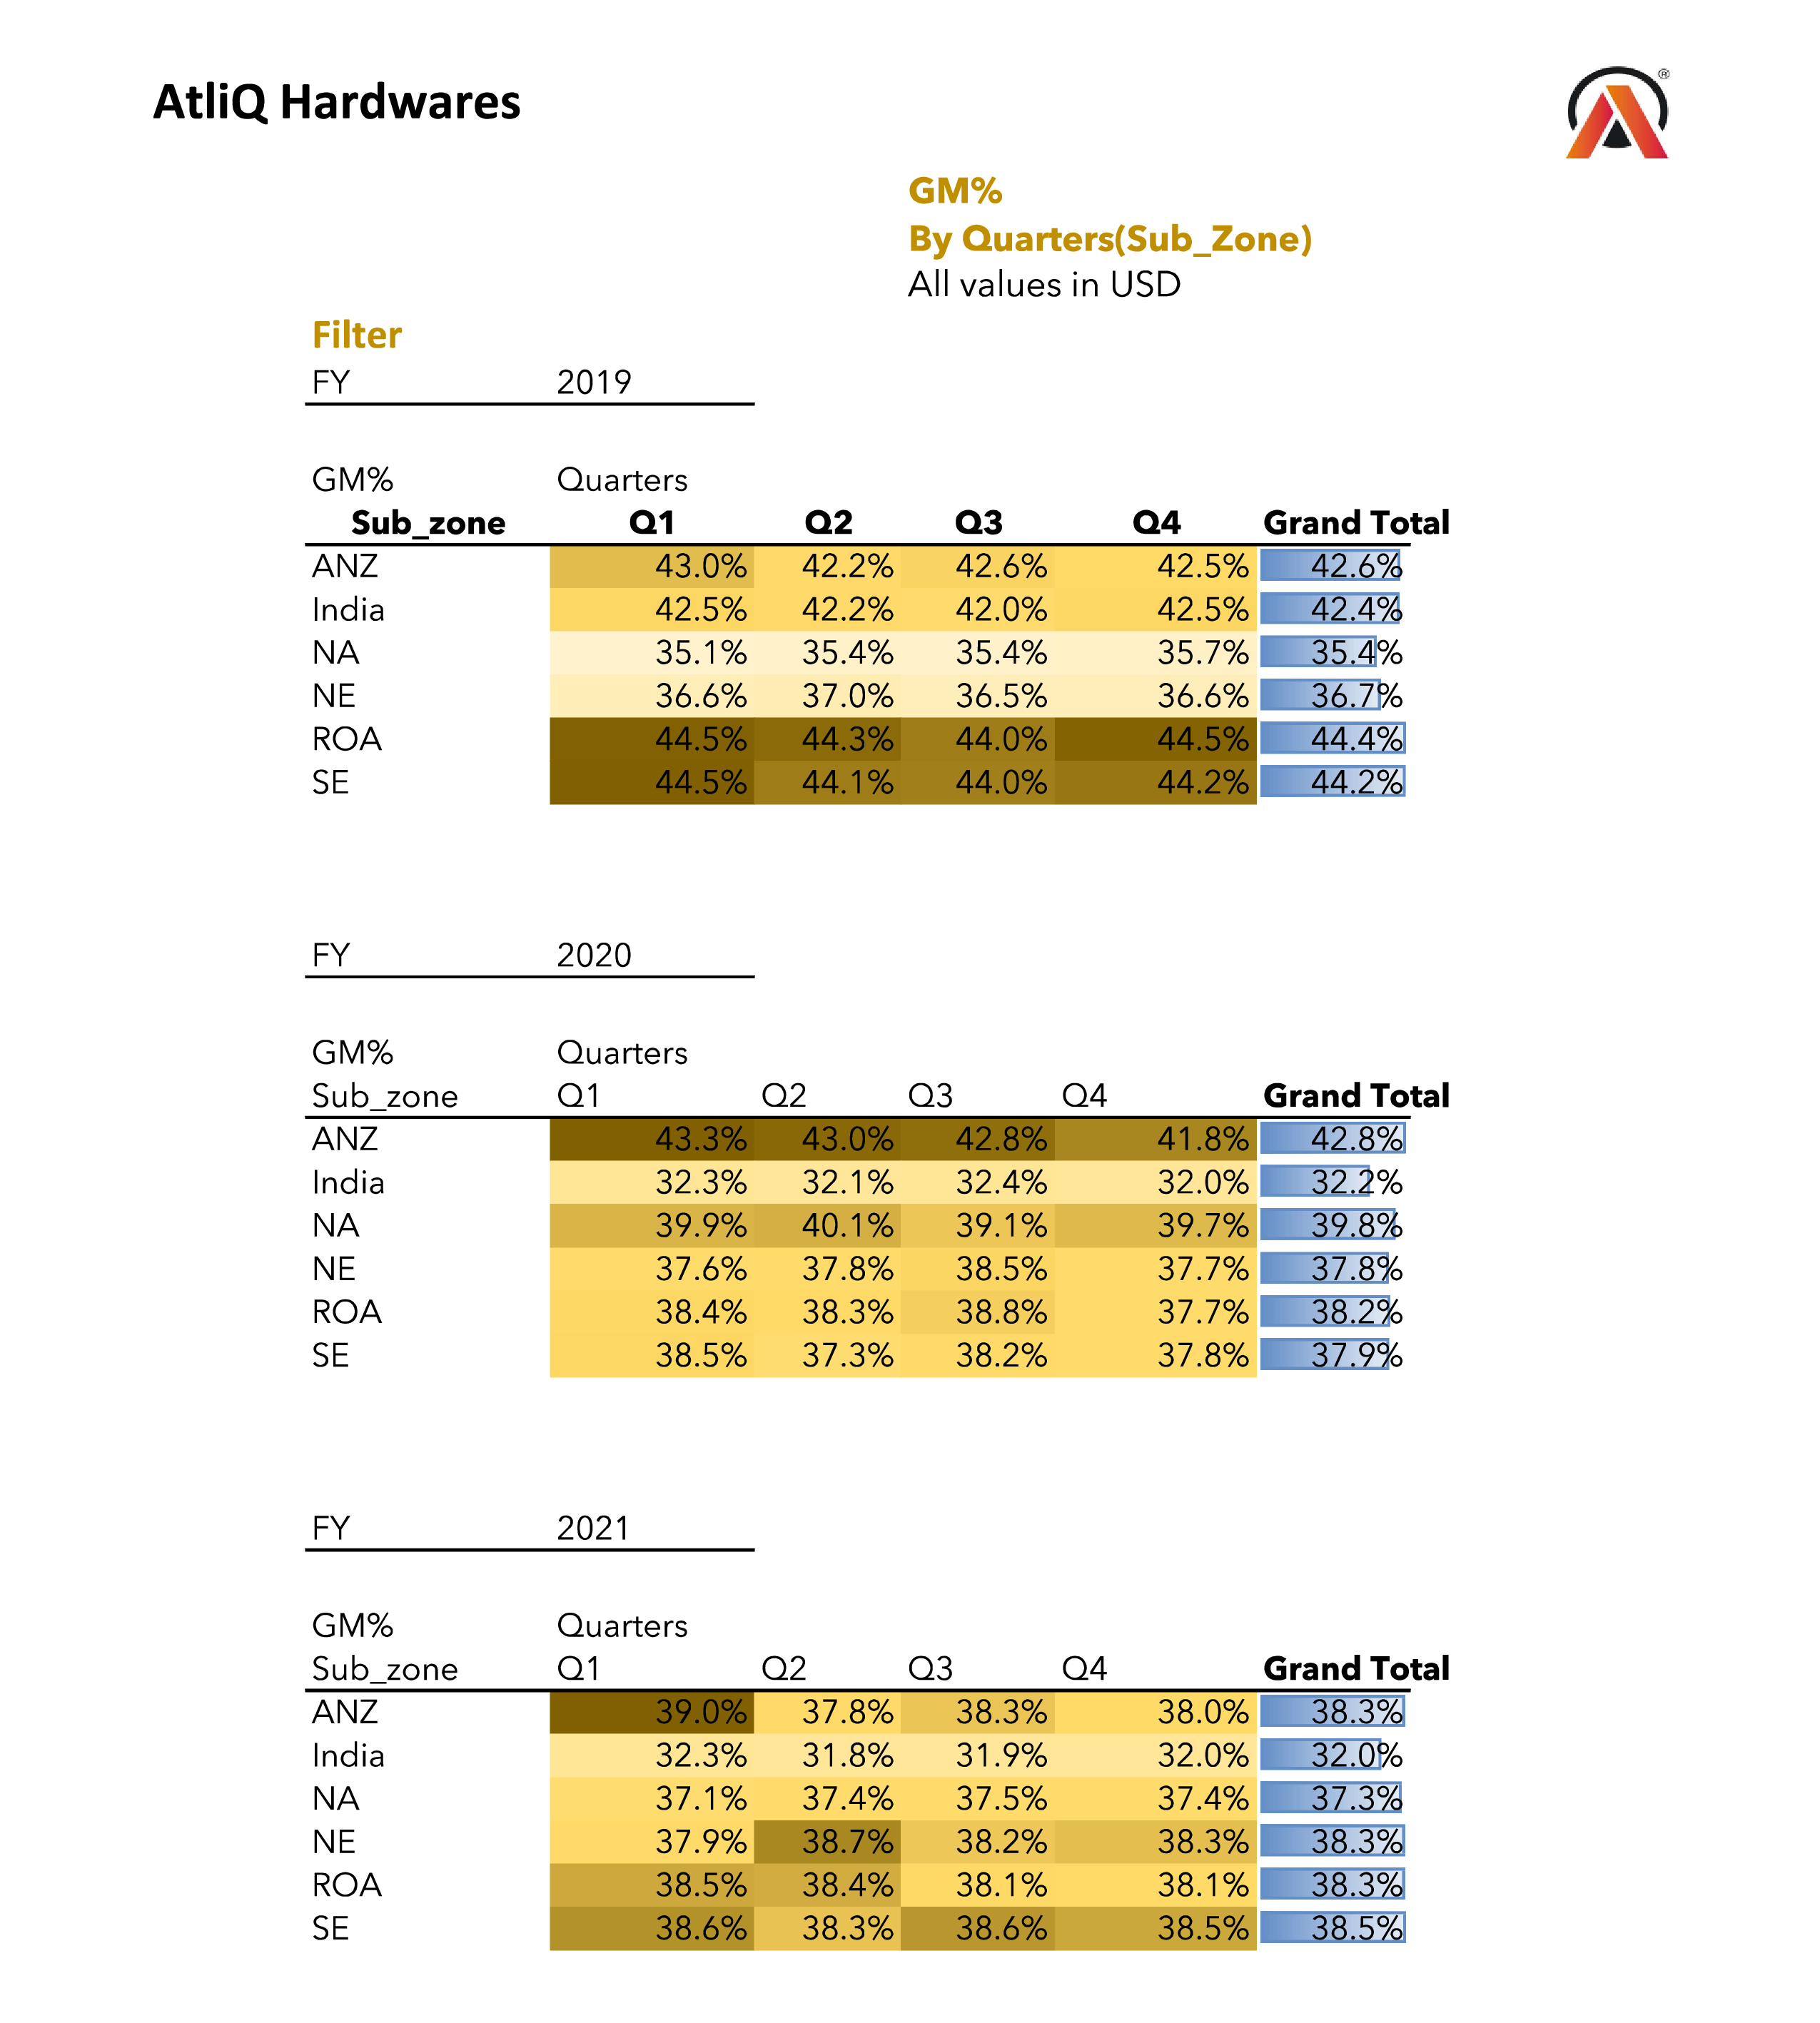 AtliQ Hardwares
®
GM%
By Quarters(Sub_Zone)
All values in USD
Filter
FY 2019
GM% Quarters
Sub_zone Q1 Q2 Q3 Q4 Grand Total
ANZ 43.0% 42.2% 42.6% 42.5% 42.6%
India 42.5% 42.2% 42.0% 42.5% 42.4%
NA 35.1% 35.4% 35.4% 35.7% 35.4%
NE 36.6% 37.0% 36.5% 36.6% 36.7%
ROA 44.5% 44.3% 44.0% 44.5% 44.4%
SE 44.5% 44.1% 44.0% 44.2% 44.2%
FY 2020
GM% Quarters
Sub_zone Q1 Q2 Q3 Q4 Grand Total
ANZ 43.3% 43.0% 42.8% 41.8% 42.8%
India 32.3% 32.1% 32.4% 32.0% 32.2%
NA 39.9% 40.1% 39.1% 39.7% 39.8%
NE 37.6% 37.8% 38.5% 37.7% 37.8%
ROA 38.4% 38.3% 38.8% 37.7% 38.2%
SE 38.5% 37.3% 38.2% 37.8% 37.9%
FY 2021
GM% Quarters
Sub_zone Q1 Q2 Q3 Q4 Grand Total
ANZ 39.0% 37.8% 38.3% 38.0% 38.3%
India 32.3% 31.8% 31.9% 32.0% 32.0%
NA 37.1% 37.4% 37.5% 37.4% 37.3%
NE 37.9% 38.7% 38.2% 38.3% 38.3%
ROA 38.5% 38.4% 38.1% 38.1% 38.3%
SE 38.6% 38.3% 38.6% 38.5% 38.5%